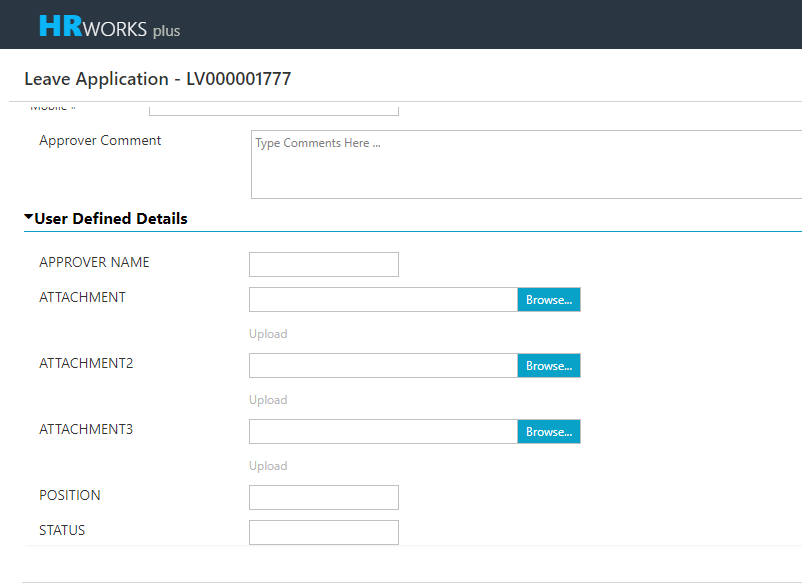 HRWORKS plus
Leave Application - LV000001777
Mobile #
Approver Comment
Type Comments Here ...
User Defined Details
APPROVER NAME
ATTACHMENT
Browse...
Upload
ATTACHMENT2
Browse...
Upload
ATTACHMENT3
Browse...
Upload
POSITION
STATUS